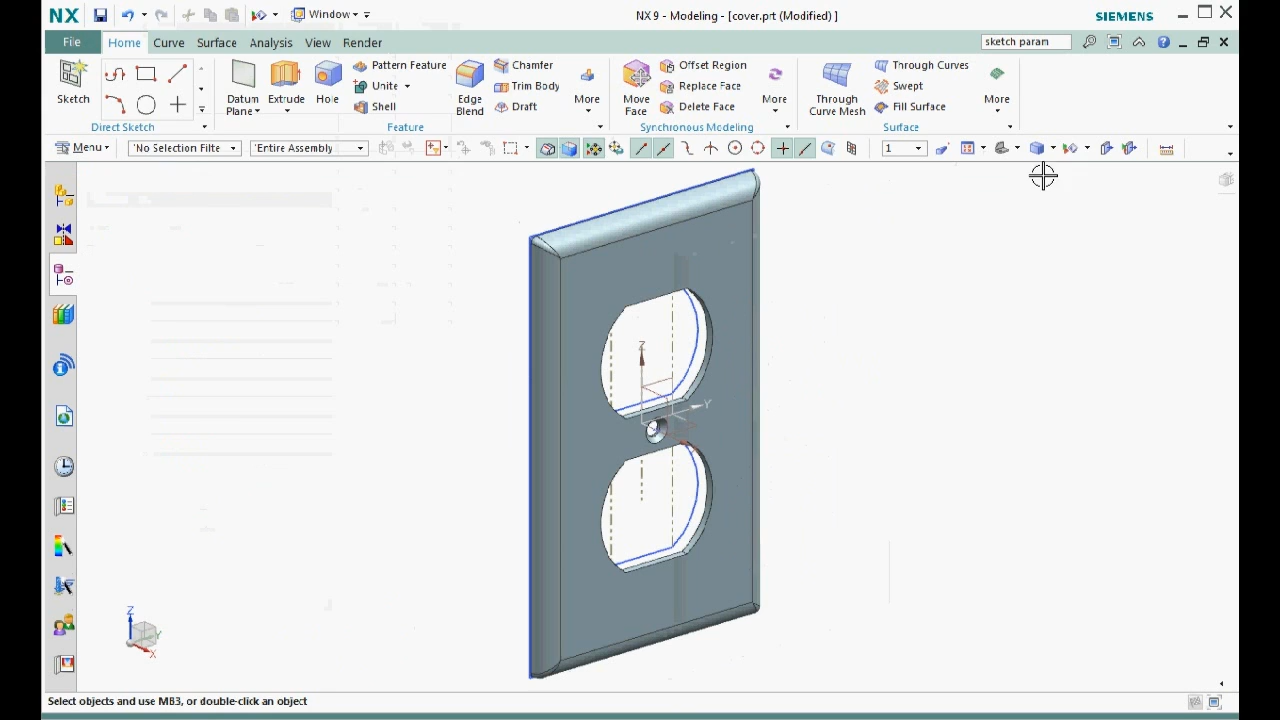 NX Window NX 9 - Modeling - [cover.prt (Modified) ] SIEMENS
File Home Curve Surface Analysis View Render sketch param
Sketch
Direct Sketch
Datum Plane
Extrude
Hole
Pattern Feature
Unite
Shell
Feature
Edge Blend
Chamfer
Trim Body
Draft
More
Move Face
Offset Region
Replace Face
Delete Face
More
Synchronous Modeling
Through Curve Mesh
Through Curves
Swept
Fill Surface
More
Surface
Menu No Selection Filte Entire Assembly 1
Z
Y
Z
Y
X
Select objects and use MB3, or double-click an object